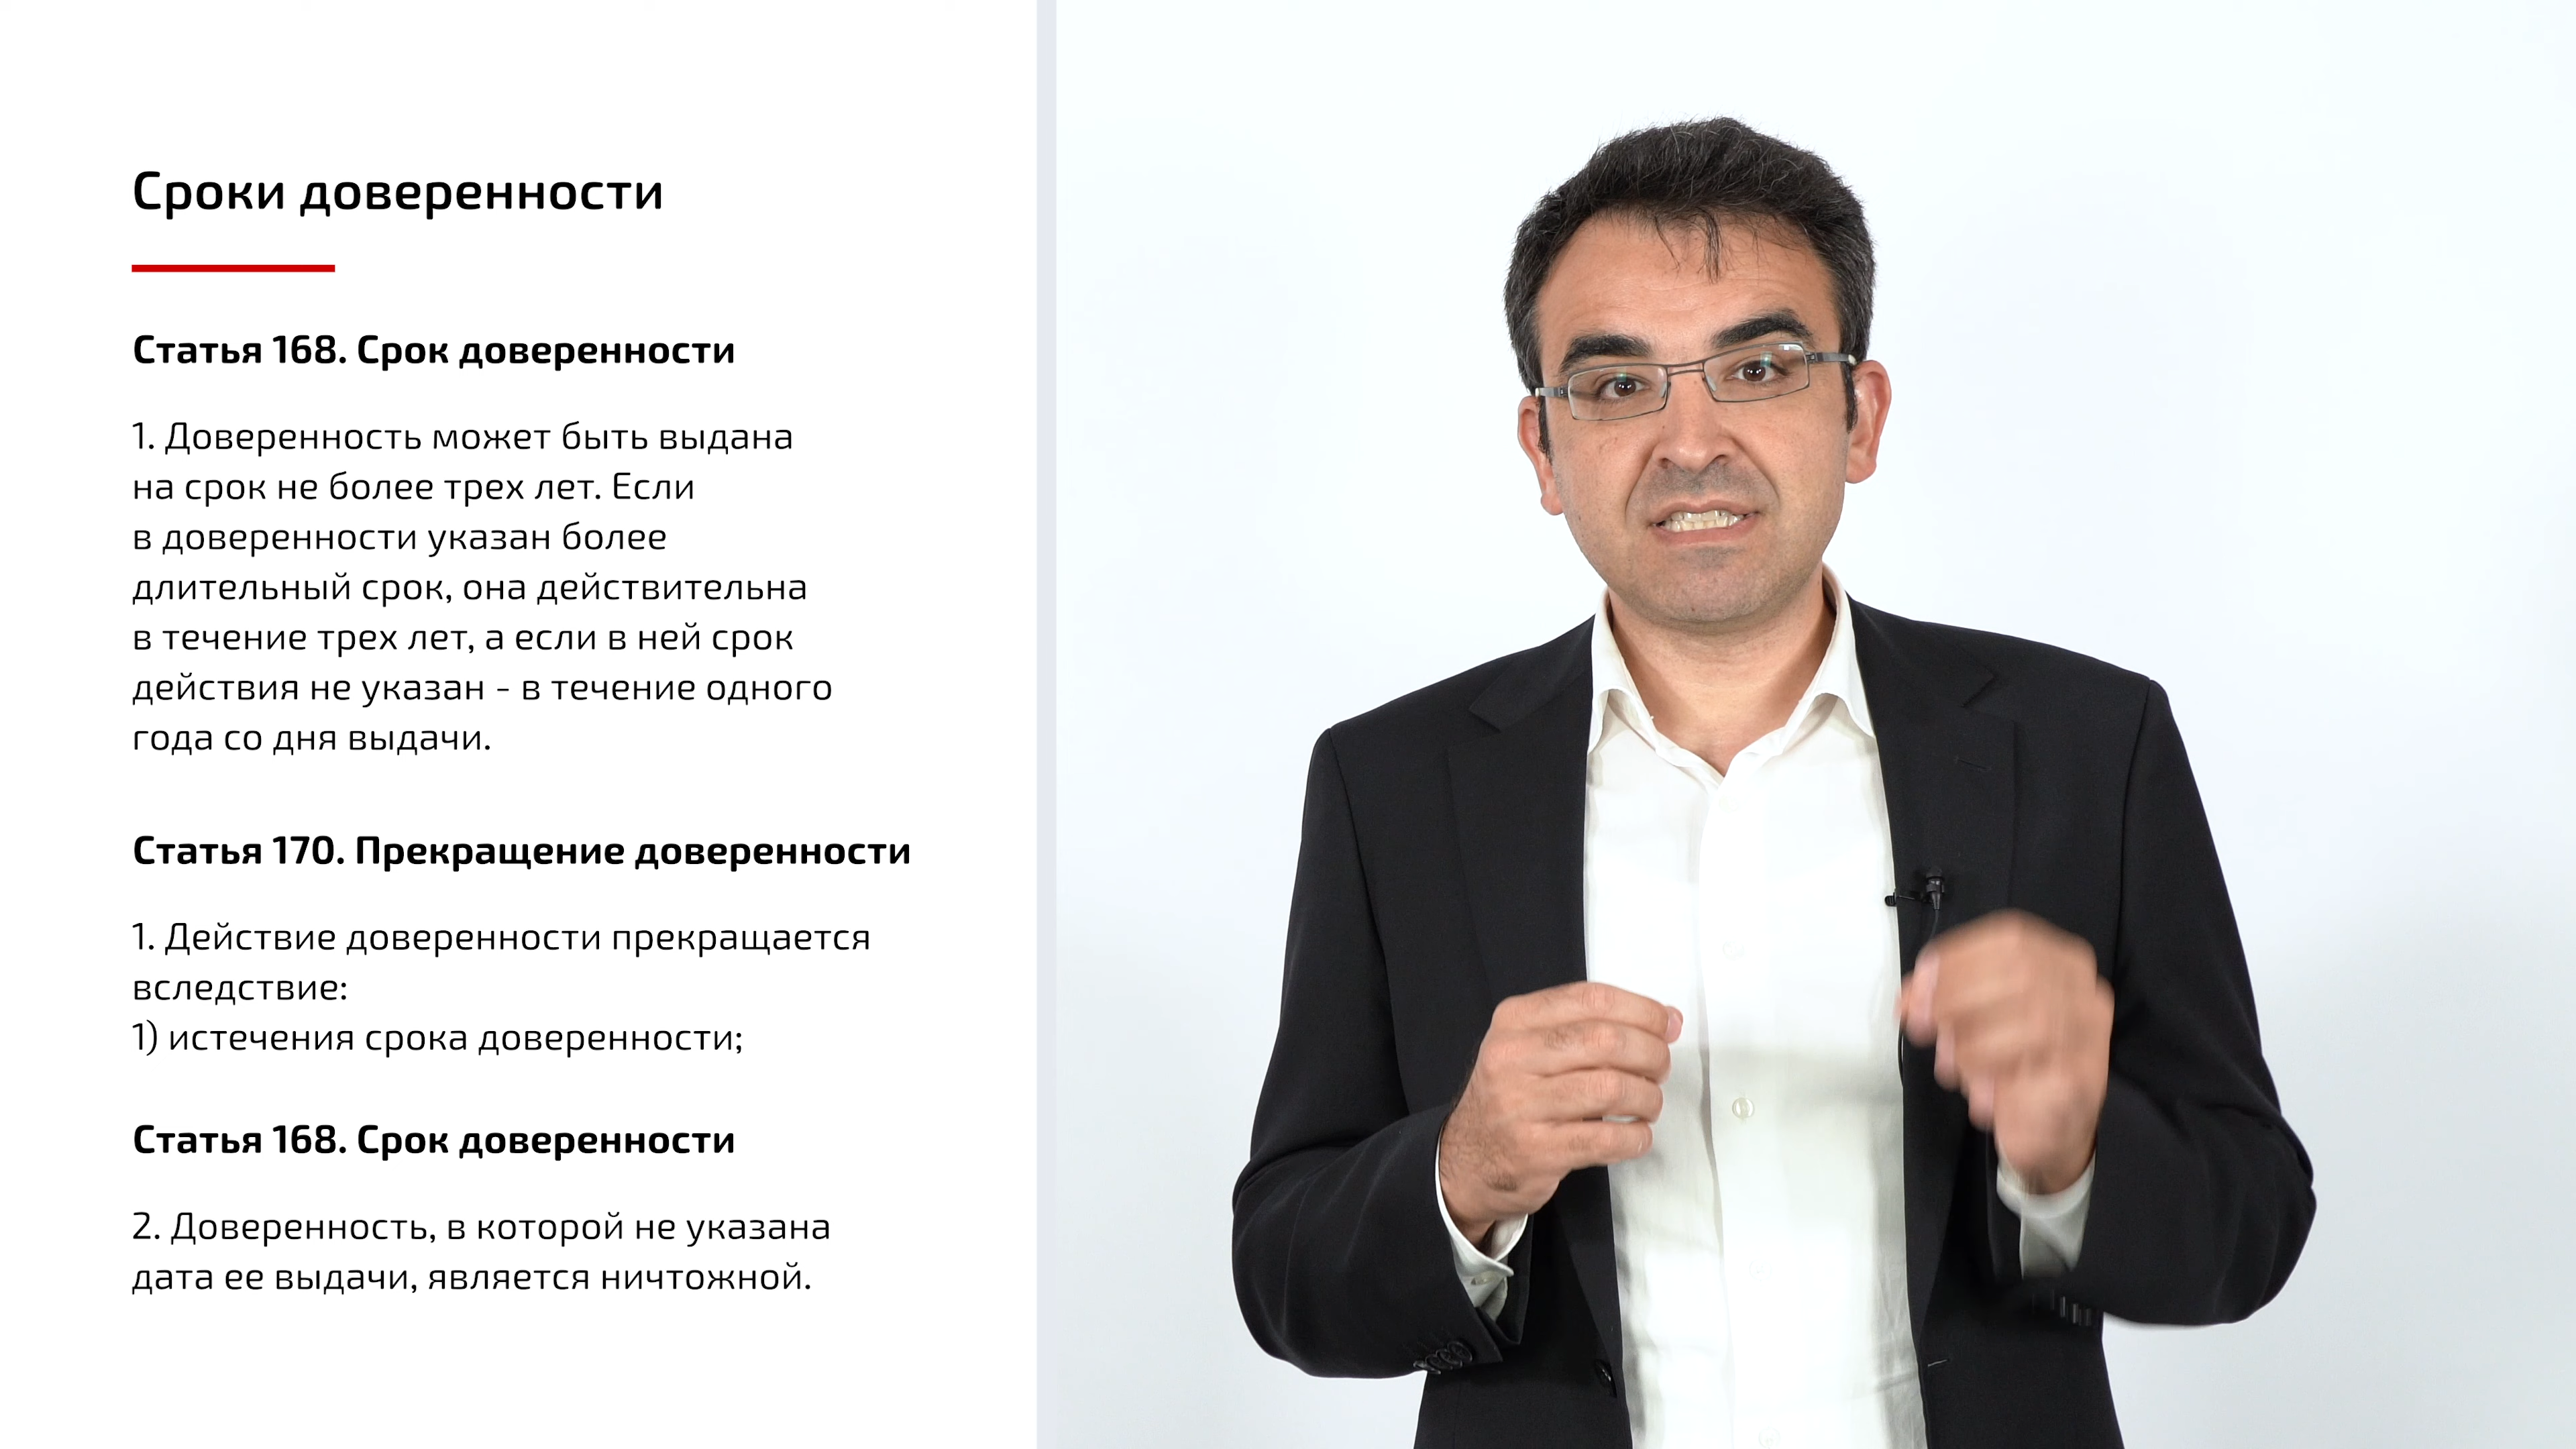 Сроки доверенности
Статья 168. Срок доверенности
1. Доверенность может быть выдана
на срок не более трех лет. Если
в доверенности указан более
длительный срок, она действительна
в течение трех лет, а если в ней срок
действия не указан - в течение одного
года со дня выдачи.
Статья 170. Прекращение доверенности
1. Действие доверенности прекращается
вследствие:
1) истечения срока доверенности;
Статья 168. Срок доверенности
2. Доверенность, в которой не указана
дата ее выдачи, является ничтожной.